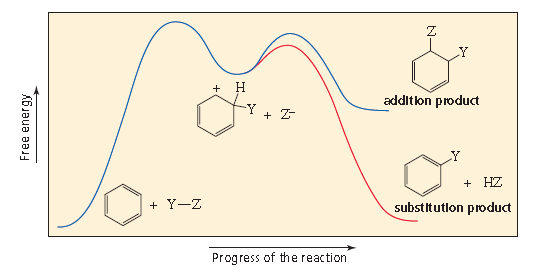 Z
Y
addition product
+ H
Y + Z-
Free energy
Y
+ HZ
substitution product
+ Y—Z
Progress of the reaction